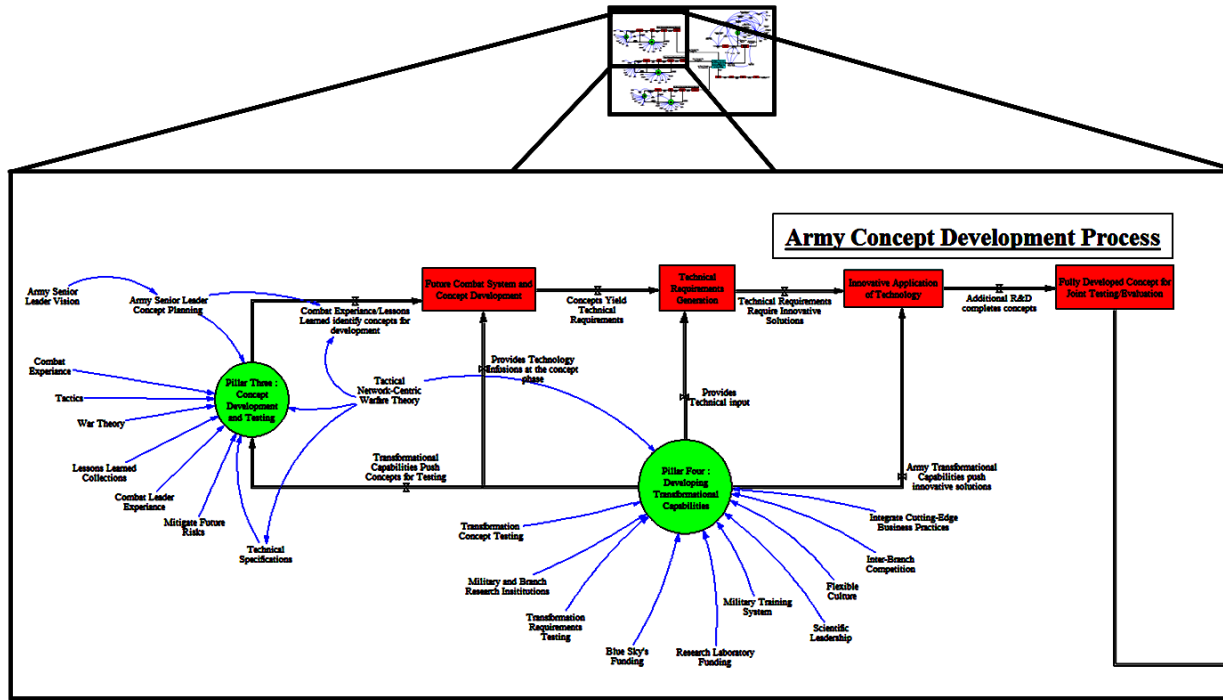 Army Concept Development Process
Army Senior
Leader Vision
Army Senior Leader
Concept Planning
Combat Experiance/Lessons
Learned identify concepts for
development
Future Combat System and
Concept Development
Concepts Yield
Technical
Requirements
Technical
Requirements
Generation
Technical Requirements
Require Innovative
Solutions
Innovative Application
of Technology
Additional R&D
completes concepts
Fully Developed Concept for
Joint Testing/Evaluation
Combat
Experience
Tactics
War Theory
Lessons Learned
Collections
Combat Leader
Experience
Mitigate Future
Risks
Technical
Specifications
Pillar Three :
Concept
Development
and Testing
Tactical
Network-Centric
Warfare Theory
Provides Technology
Infusions at the concept
phase
Provides
Technical input
Transformational
Capabilities Push
Concepts for Testing
Pillar Four :
Developing
Transformational
Capabilities
Army Transformational
Capabilities push
innovative solutions
Transformation
Concept Testing
Military and Branch
Research Insititutions
Transformation
Requirements
Testing
Blue Sky's
Funding
Research Laboratory
Funding
Military Training
System
Scientific
Leadership
Flexible
Culture
Inter-Branch
Competition
Integrate Cutting-Edge
Business Practices